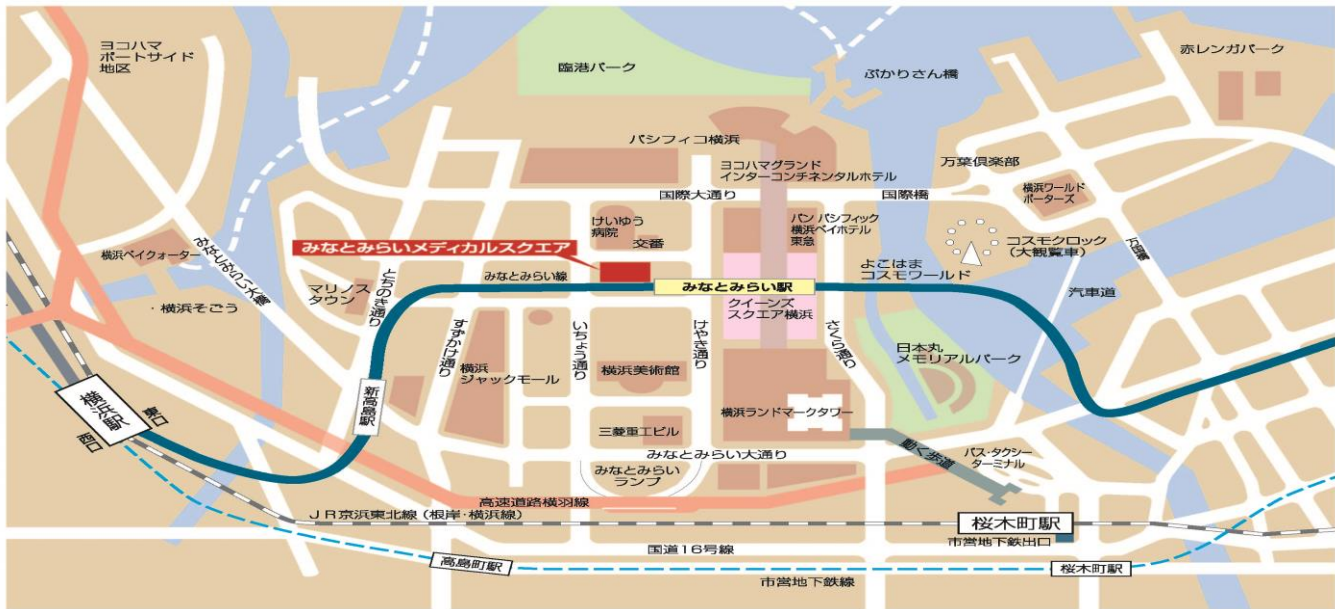 ヨコハマ
ポートサイド
地区
臨港パーク
ぷかりさん橋
赤レンガパーク
パシフィコ横浜
ヨコハマグランド
インターコンチネンタルホテル
万葉倶楽部
横浜ワールド
ポーターズ
国際大通り
国際橋
けいゆう
病院
交番
パン パシフィック
横浜ベイホテル
東急
みなとみらいメディカルスクエア
コスモクロック
(大観覧車)
万国橋
横浜ベイクォーター
みなとみらい大橋
とちのき通り
みなとみらい線
みなとみらい駅
よこはま
コスモワールド
汽車道
・横浜そごう
マリノス
タウン
クイーンズ
スクエア横浜
すずかけ通り
いちょう通り
けやき通り
さくら通り
日本丸
メモリアルパーク
新高島駅
横浜
ジャックモール
横浜美術館
横浜ランドマークタワー
横浜駅
東口
西口
三菱重工ビル
みなとみらい大通り
動く歩道
バス・タクシー
ターミナル
みなとみらい
ランプ
高速道路横羽線
JR京浜東北線(根岸・横浜線)
桜木町駅
市営地下鉄出口
国道16号線
高島町駅
市営地下鉄線
桜木町駅